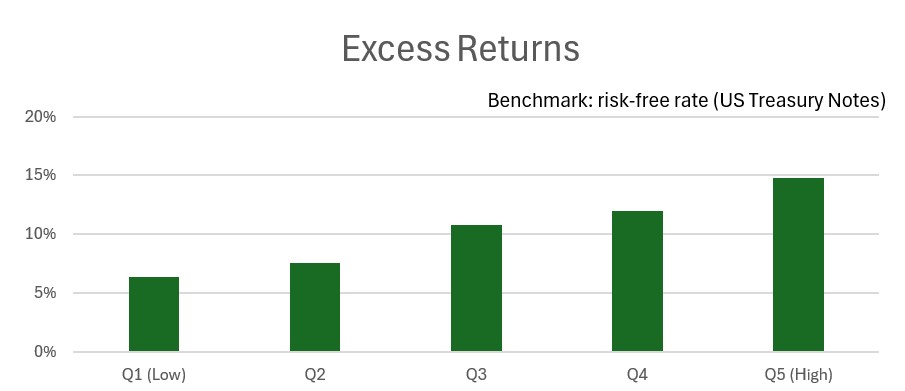 Excess Returns
Benchmark: risk-free rate (US Treasury Notes)
20%
15%
10%
5%
0%
Q1 (Low) Q2 Q3 Q4 Q5 (High)